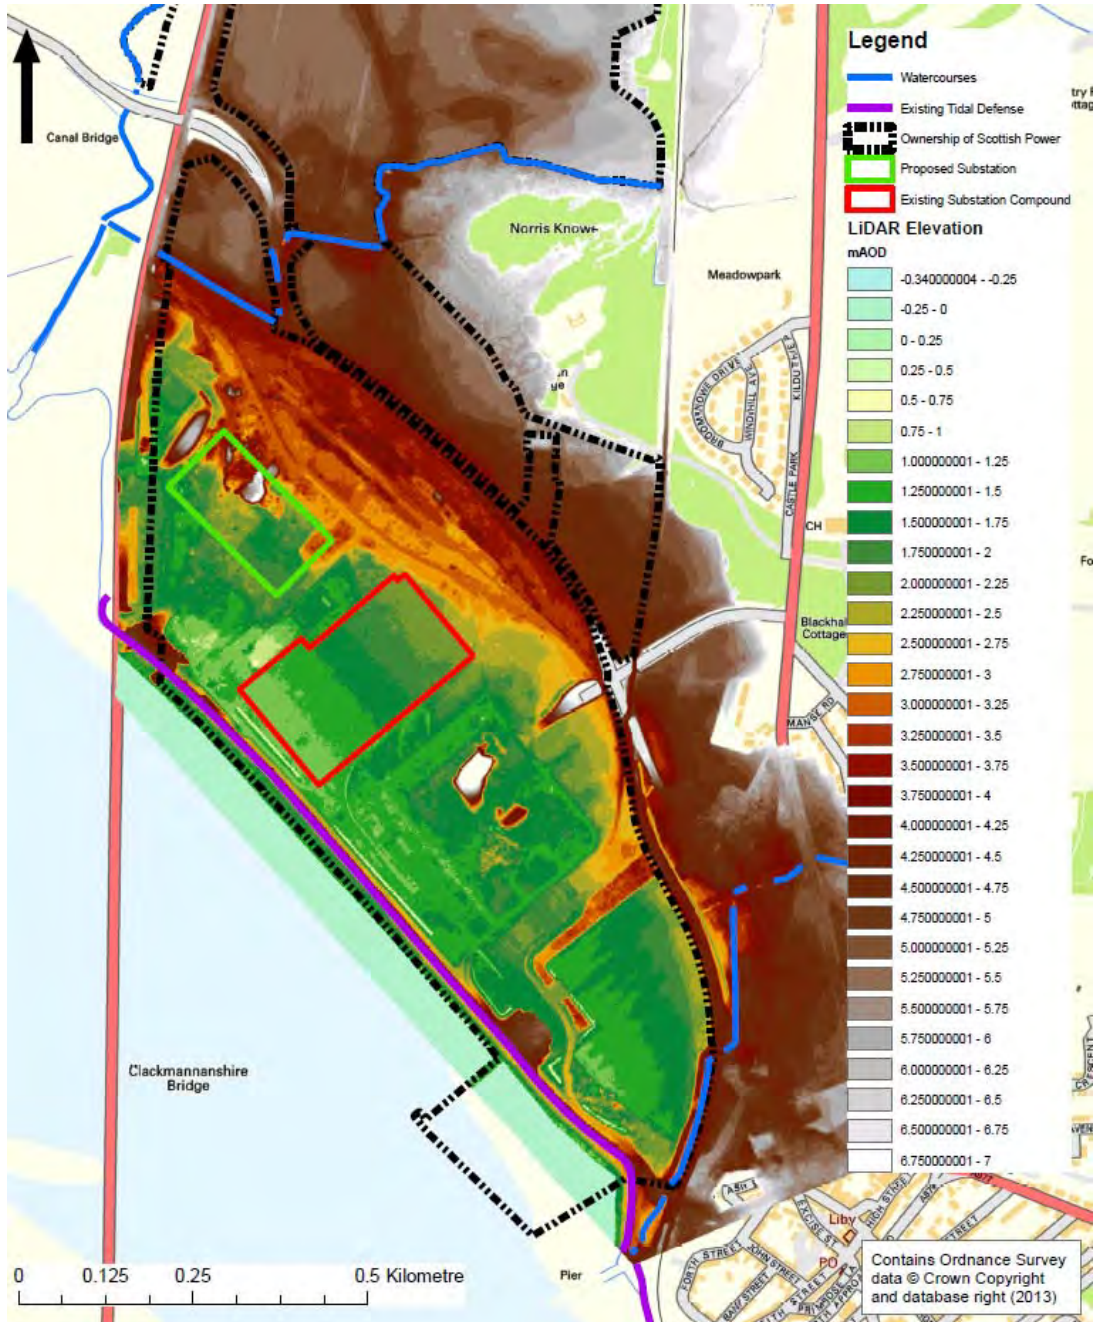 Legend
Watercourses
Existing Tidal Defense
Ownership of Scottish Power
Proposed Substation
Existing Substation Compound
LiDAR Elevation
mAOD
-0.340000004 - -0.25
-0.25 - 0
0 - 0.25
0.25 - 0.5
0.5 - 0.75
0.75 - 1
1.000000001 - 1.25
1.250000001 - 1.5
1.500000001 - 1.75
1.750000001 - 2
2.000000001 - 2.25
2.250000001 - 2.5
2.500000001 - 2.75
2.750000001 - 3
3.000000001 - 3.25
3.250000001 - 3.5
3.500000001 - 3.75
3.750000001 - 4
4.000000001 - 4.25
4.250000001 - 4.5
4.500000001 - 4.75
4.750000001 - 5
5.000000001 - 5.25
5.250000001 - 5.5
5.500000001 - 5.75
5.750000001 - 6
6.000000001 - 6.25
6.250000001 - 6.5
6.500000001 - 6.75
6.750000001 - 7
Canal Bridge
Norris Knowe
Meadowpark
BROOMKNOWE DRIVE
WINDYHILL AVE
CASTLE PARK
CH
Cottage
MANSE RD
Clackmannanshire
Bridge
Pier
EXCISE ST
Liby
HIGH STREET
A876
A977
PO
FORTH STREET
JOHN STREET
0 0.125 0.25 0.5 Kilometre
Contains Ordnance Survey
data © Crown Copyright
and database right (2013)